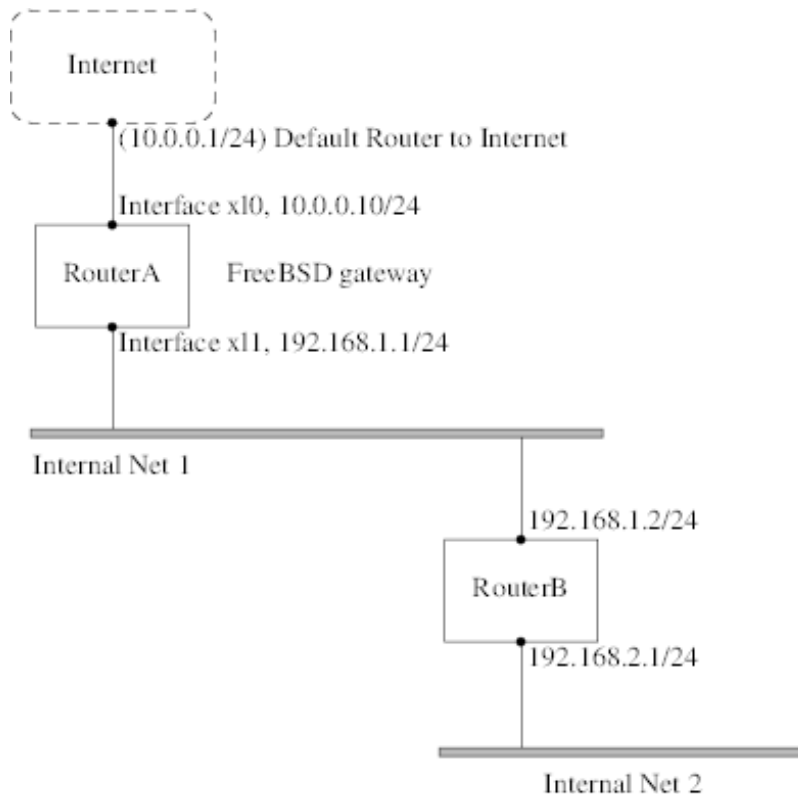 Internet
(10.0.0.1/24) Default Router to Internet
Interface xl0, 10.0.0.10/24
RouterA
FreeBSD gateway
Interface xl1, 192.168.1.1/24
Internal Net 1
192.168.1.2/24
RouterB
192.168.2.1/24
Internal Net 2